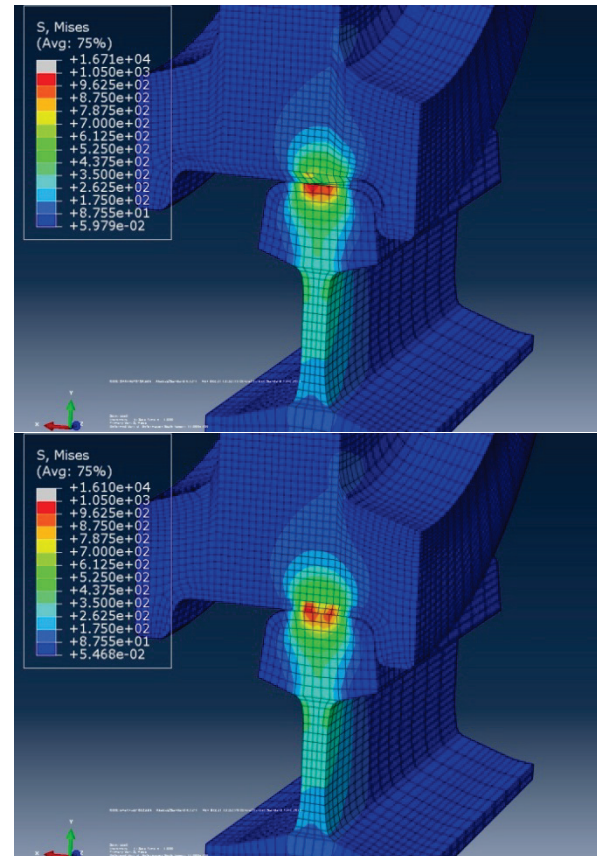 S, Mises
(Avg: 75%)
+1.671e+04
+1.050e+03
+9.625e+02
+8.750e+02
+7.875e+02
+7.000e+02
+6.125e+02
+5.250e+02
+4.375e+02
+3.500e+02
+2.625e+02
+1.750e+02
+8.755e+01
+5.979e-02
Y
X
Z
S, Mises
(Avg: 75%)
+1.610e+04
+1.050e+03
+9.625e+02
+8.750e+02
+7.875e+02
+7.000e+02
+6.125e+02
+5.250e+02
+4.375e+02
+3.500e+02
+2.625e+02
+1.750e+02
+8.755e+01
+5.468e-02
Y